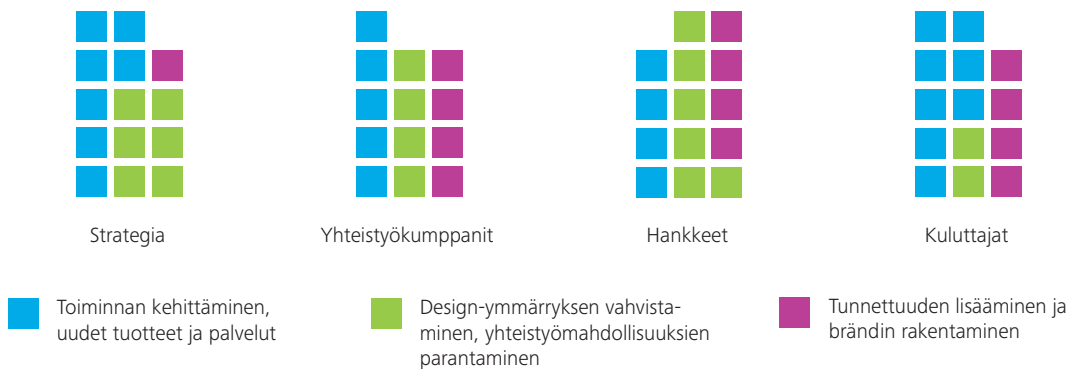 Strategia
Yhteistyökumppanit
Hankkeet
Kuluttajat
Toiminnan kehittäminen,
uudet tuotteet ja palvelut
Design-ymmärryksen vahvista-
minen, yhteistyömahdollisuuksien
parantaminen
Tunnettuuden lisääminen ja
brändin rakentaminen